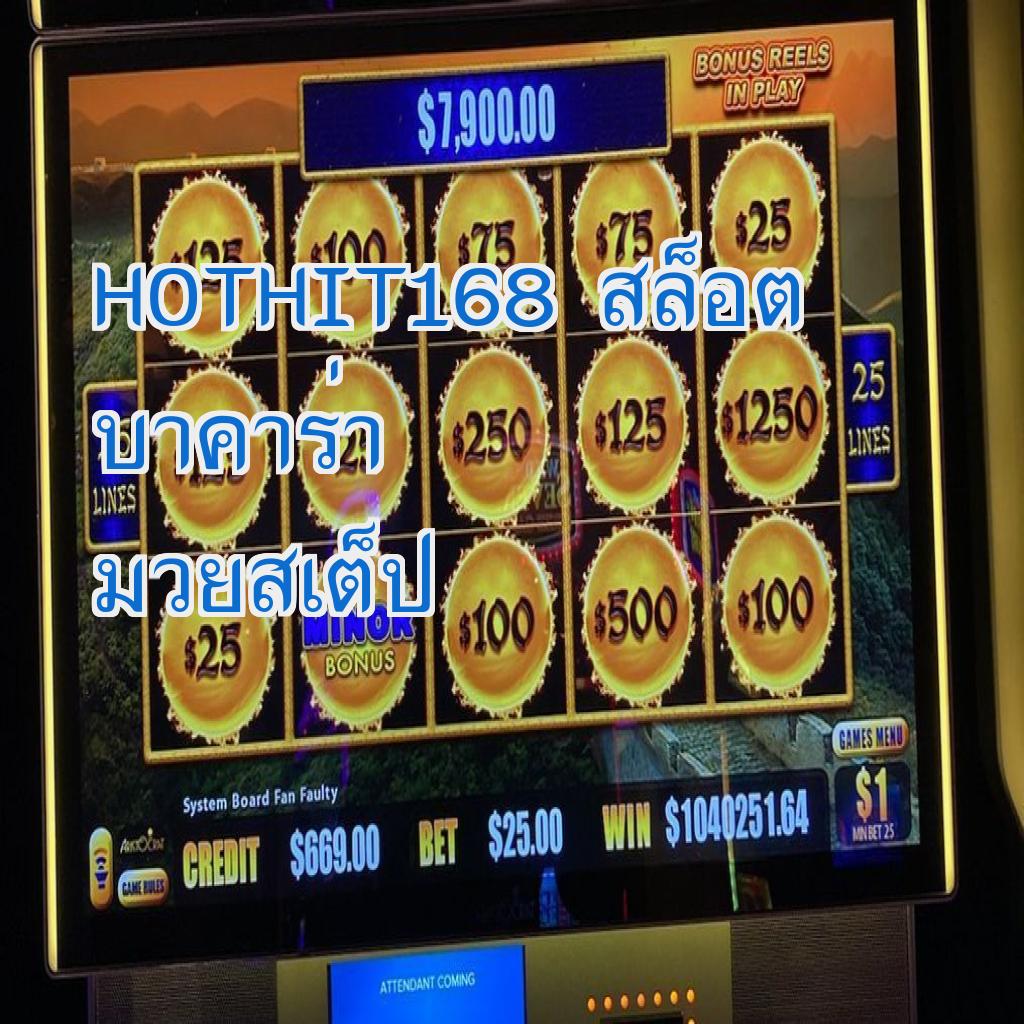 BONUS REELS
IN PLAY
$7,900.00
$125 $100 $75 $75 $25
HOTHIT168 สล็อต
$250 $125 $1250
25
LINES
LINES
บาคาร่า
มวยสเต็ป
$25 MINOR $100 $500 $100
BONUS
GAMES MENU
System Board Fan Faulty
$1
MIN BET 25
CREDIT $669.00 BET $25.00 WIN $1040251.64
GAME RULES
ATTENDANT COMING